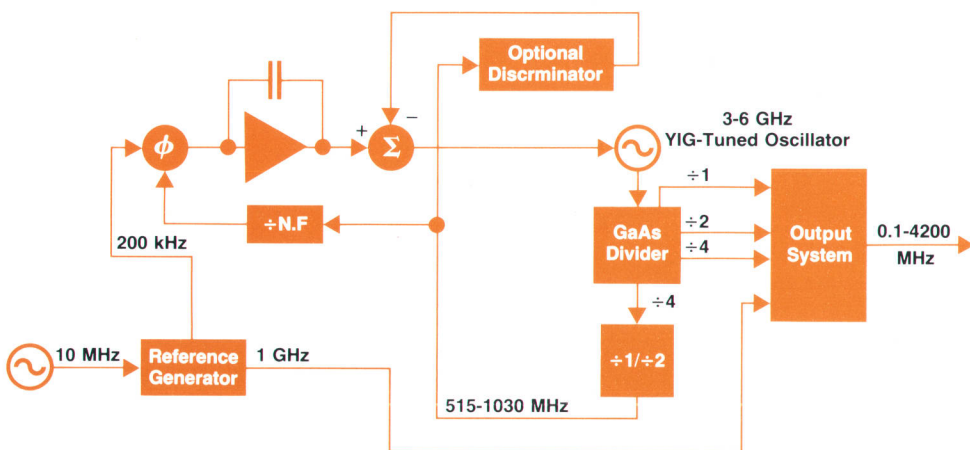 Optional
Discrminator
3-6 GHz
YIG-Tuned Oscillator
+
−
Σ
ϕ
÷N.F
200 kHz
GaAs
Divider
÷1
÷2
÷4
÷4
Output
System
0.1-4200
MHz
10 MHz
Reference
Generator
1 GHz
÷1/÷2
515-1030 MHz